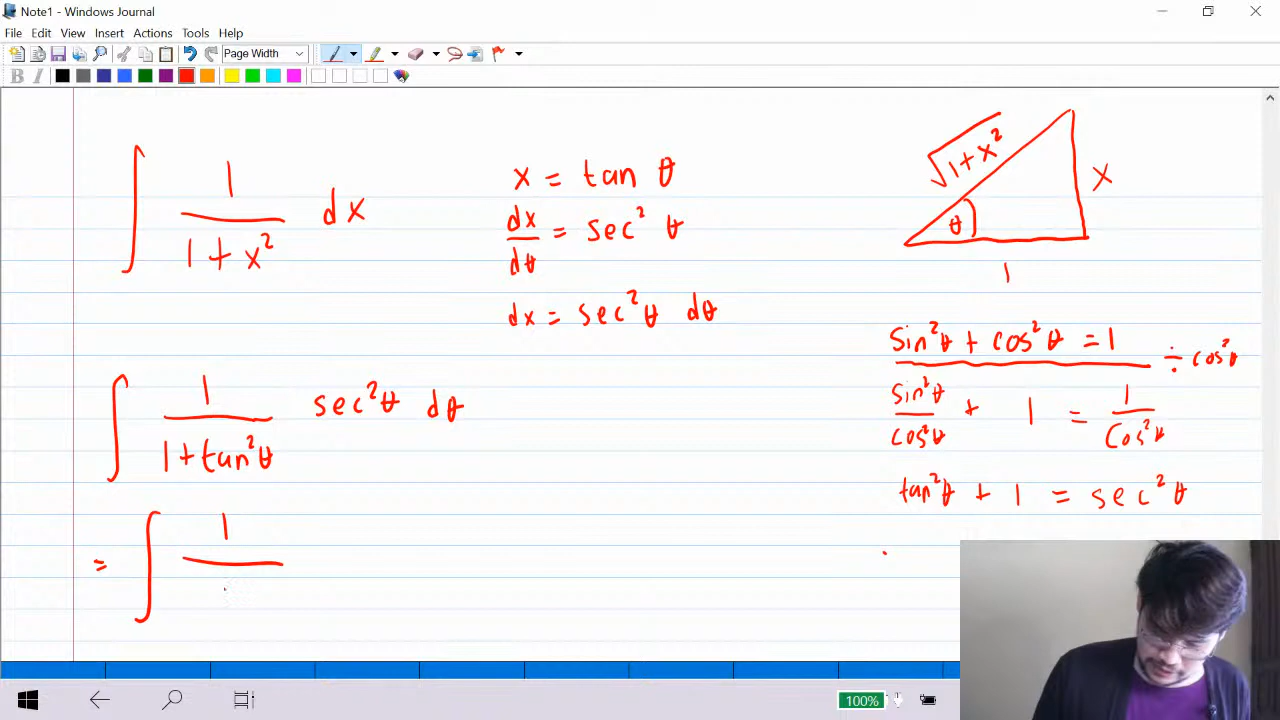 Note1 - Windows Journal
File Edit View Insert Actions Tools Help
Page Width
B I
∫ 1/(1 + x²) dx
x = tan θ
dx/dθ = sec² θ
dx = sec²θ dθ
∫ 1/(1+tan²θ) sec²θ dθ
= ∫ 1
√1+x²
x
θ
1
sin²θ + cos²θ = 1 ÷ cos²θ
sin²θ/cos²θ + 1 = 1/cos²θ
tan²θ + 1 = sec²θ
100%